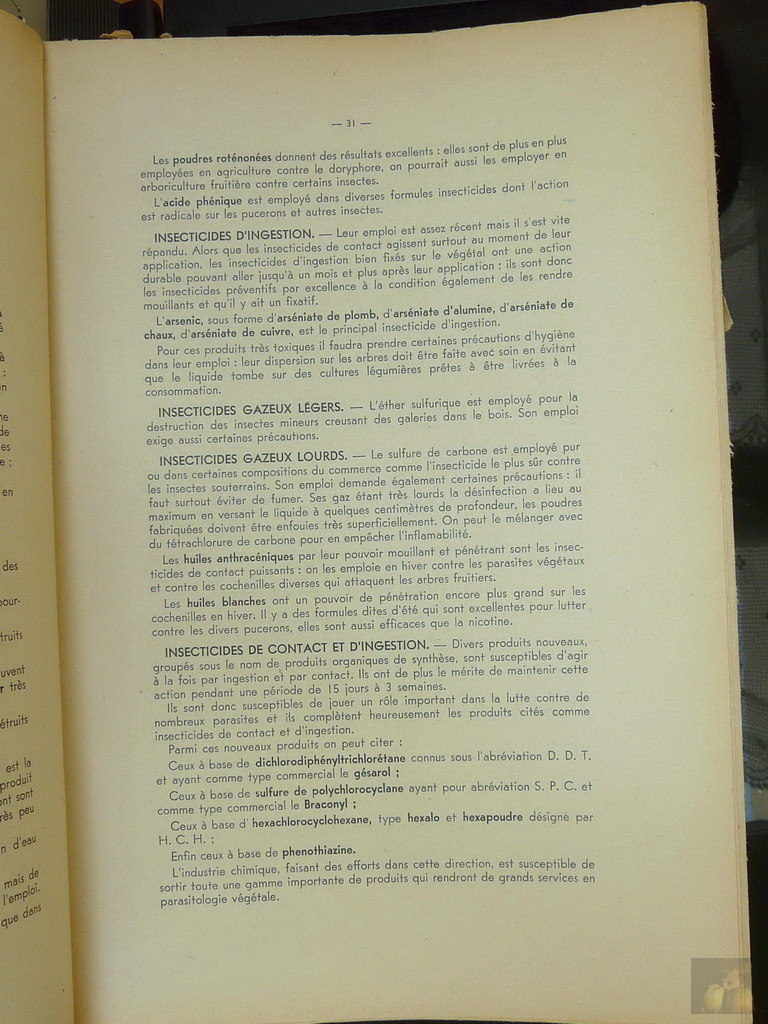 — 31 —
Les poudres roténonées donnent des résultats excellents : elles sont de plus en plus
employées en agriculture contre le doryphore, on pourrait aussi les employer en
arboriculture fruitière contre certains insectes.
L'acide phénique est employé dans diverses formules insecticides dont l'action
est radicale sur les pucerons et autres insectes.
INSECTICIDES D'INGESTION. — Leur emploi est assez récent mais il s'est vite
répandu. Alors que les insecticides de contact agissent surtout au moment de leur
application, les insecticides d'ingestion bien fixés sur le végétal ont une action
durable pouvant aller jusqu'à un mois et plus après leur application ; ils sont donc
les insecticides préventifs par excellence à la condition également de les rendre
mouillants et qu'il y ait un fixatif.
L'arsenic, sous forme d'arséniate de plomb, d'arséniate d'alumine, d'arséniate de
chaux, d'arséniate de cuivre, est le principal insecticide d'ingestion.
Pour ces produits très toxiques il faudra prendre certaines précautions d'hygiène
dans leur emploi : leur dispersion sur les arbres doit être faite avec soin en évitant
que le liquide tombe sur des cultures légumières prêtes à être livrées à la
consommation.
INSECTICIDES GAZEUX LÉGERS. — L'éther sulfurique est employé pour la
destruction des insectes mineurs creusant des galeries dans le bois. Son emploi
exige aussi certaines précautions.
INSECTICIDES GAZEUX LOURDS. — Le sulfure de carbone est employé pur
ou dans certaines compositions du commerce comme l'insecticide le plus sûr contre
les insectes souterrains. Son emploi demande également certaines précautions : il
faut surtout éviter de fumer. Ses gaz étant très lourds la désinfection a lieu au
maximum en versant le liquide à quelques centimètres de profondeur, les poudres
fabriquées doivent être enfouies très superficiellement. On peut le mélanger avec
du tétrachlorure de carbone pour en empêcher l'inflamabilité.
Les huiles anthracéniques par leur pouvoir mouillant et pénétrant sont les insec-
ticides de contact puissants : on les emploie en hiver contre les parasites végétaux
et contre les cochenilles diverses qui attaquent les arbres fruitiers.
Les huiles blanches ont un pouvoir de pénétration encore plus grand sur les
cochenilles en hiver. Il y a des formules dites d'été qui sont excellentes pour lutter
contre les divers pucerons, elles sont aussi efficaces que la nicotine.
INSECTICIDES DE CONTACT ET D'INGESTION. — Divers produits nouveaux,
groupés sous le nom de produits organiques de synthèse, sont susceptibles d'agir
à la fois par ingestion et par contact. Ils ont de plus le mérite de maintenir cette
action pendant une période de 15 jours à 3 semaines.
Ils sont donc susceptibles de jouer un rôle important dans la lutte contre de
nombreux parasites et ils complètent heureusement les produits cités comme
insecticides de contact et d'ingestion.
Parmi ces nouveaux produits on peut citer :
Ceux à base de dichlorodiphényltrichlorétane connus sous l'abréviation D. D. T.
et ayant comme type commercial le gésarol ;
Ceux à base de sulfure de polychlorocyclane ayant pour abréviation S. P. C. et
comme type commercial le Braconyl ;
Ceux à base d' hexachlorocyclohexane, type hexalo et hexapoudre désigné par
H. C. H. ;
Enfin ceux à base de phenothiazine.
L'industrie chimique, faisant des efforts dans cette direction, est susceptible de
sortir toute une gamme importante de produits qui rendront de grands services en
parasitologie végétale.